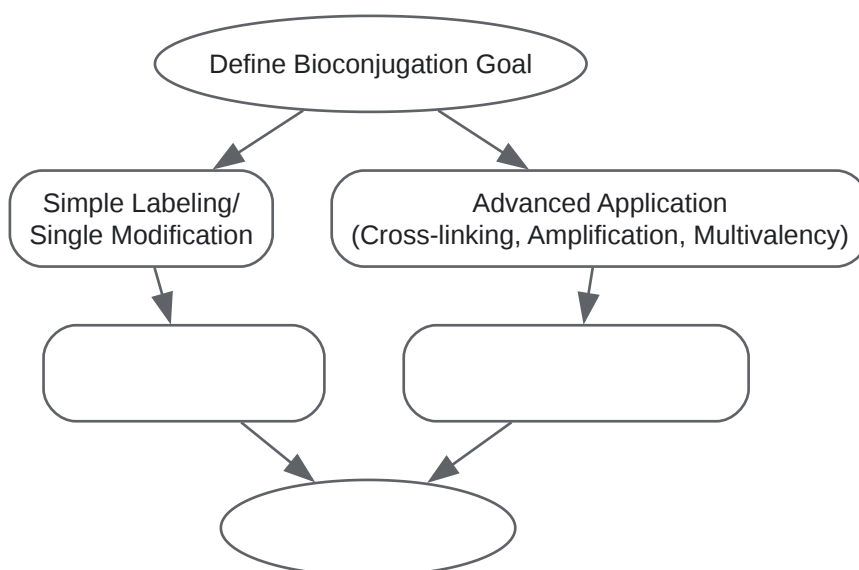 Define Bioconjugation Goal
Simple Labeling/
Single Modification
Advanced Application
(Cross-linking, Amplification, Multivalency)